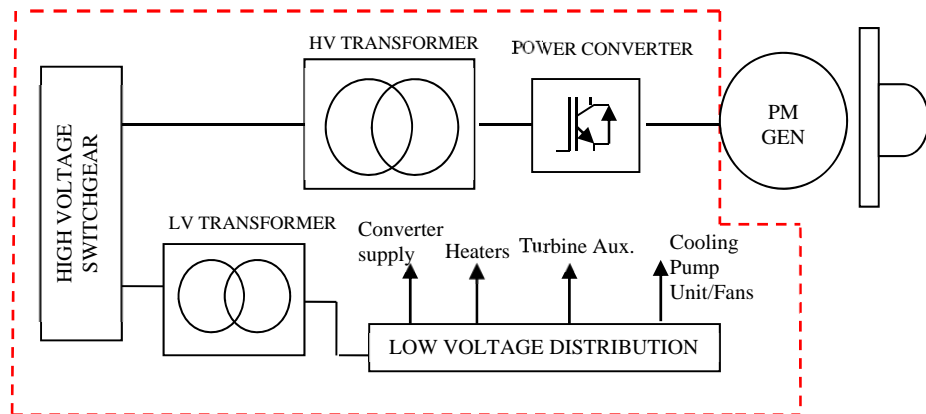 HV TRANSFORMER
POWER CONVERTER
PM
GEN
HIGH VOLTAGE
SWITCHGEAR
LV TRANSFORMER
Converter
supply
Heaters
Turbine Aux.
Cooling
Pump
Unit/Fans
LOW VOLTAGE DISTRIBUTION